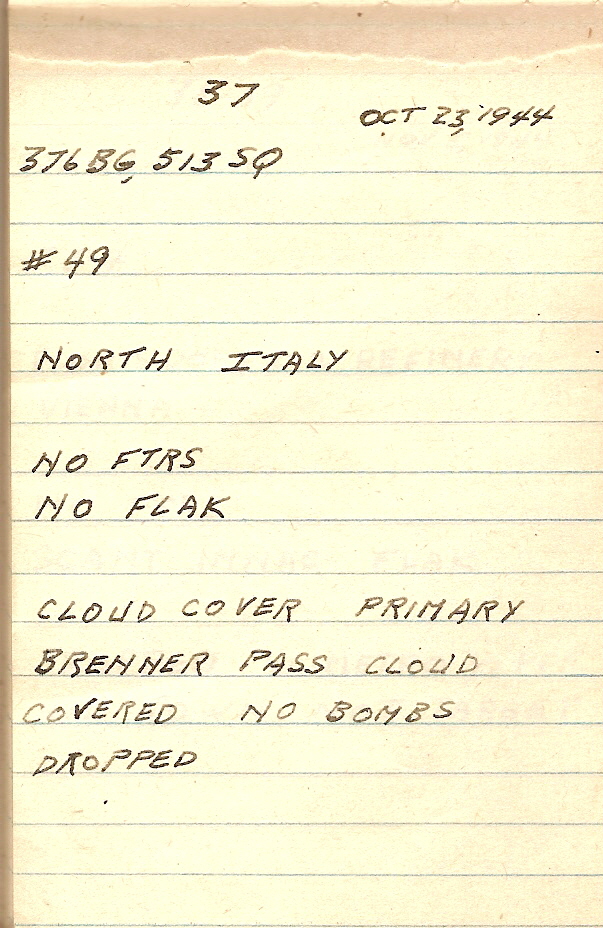 37
OCT 23, 1944
376 BG, 513 SQ
# 49
NORTH ITALY
NO FTRS
NO FLAK
CLOUD COVER PRIMARY
BRENNER PASS CLOUD
COVERED NO BOMBS
DROPPED